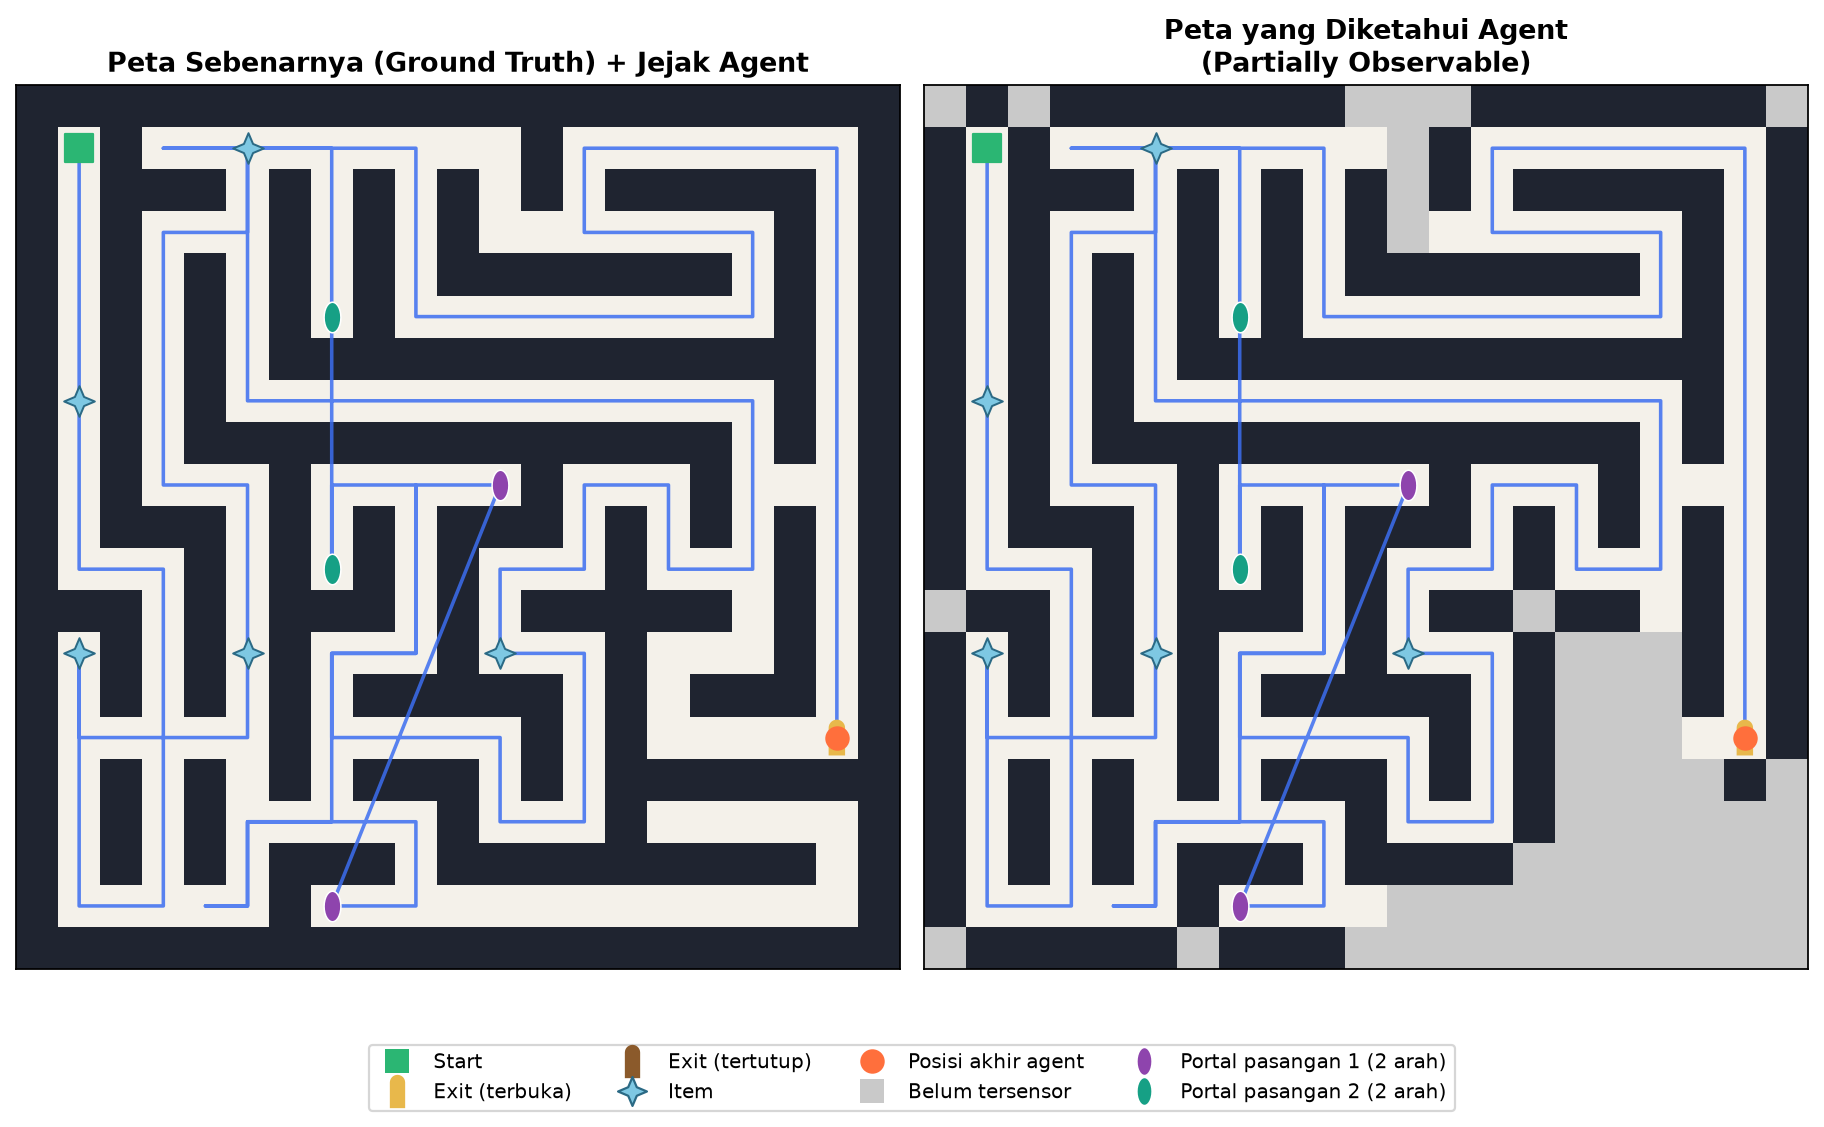 Peta Sebenarnya (Ground Truth) + Jejak Agent
Peta yang Diketahui Agent
(Partially Observable)
Start
Exit (terbuka)
Exit (tertutup)
Item
Posisi akhir agent
Belum tersensor
Portal pasangan 1 (2 arah)
Portal pasangan 2 (2 arah)